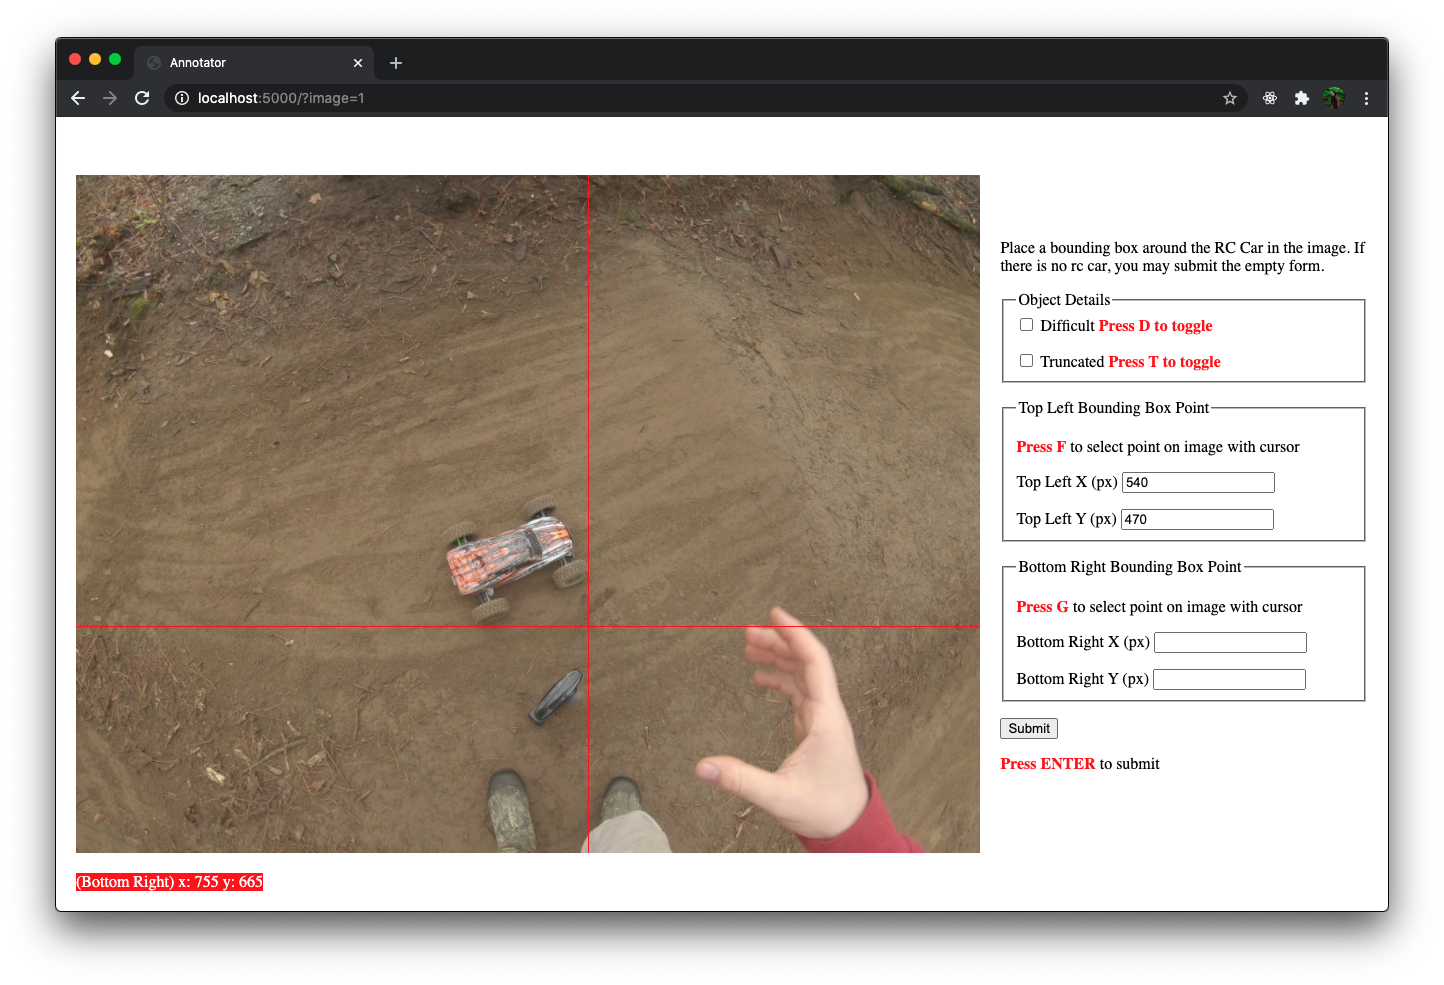 Annotator
localhost:5000/?image=1
Place a bounding box around the RC Car in the image. If
there is no rc car, you may submit the empty form.
Object Details
Difficult Press D to toggle
Truncated Press T to toggle
Top Left Bounding Box Point
Press F to select point on image with cursor
Top Left X (px) 540
Top Left Y (px) 470
Bottom Right Bounding Box Point
Press G to select point on image with cursor
Bottom Right X (px)
Bottom Right Y (px)
Submit
Press ENTER to submit
(Bottom Right) x: 755 y: 665